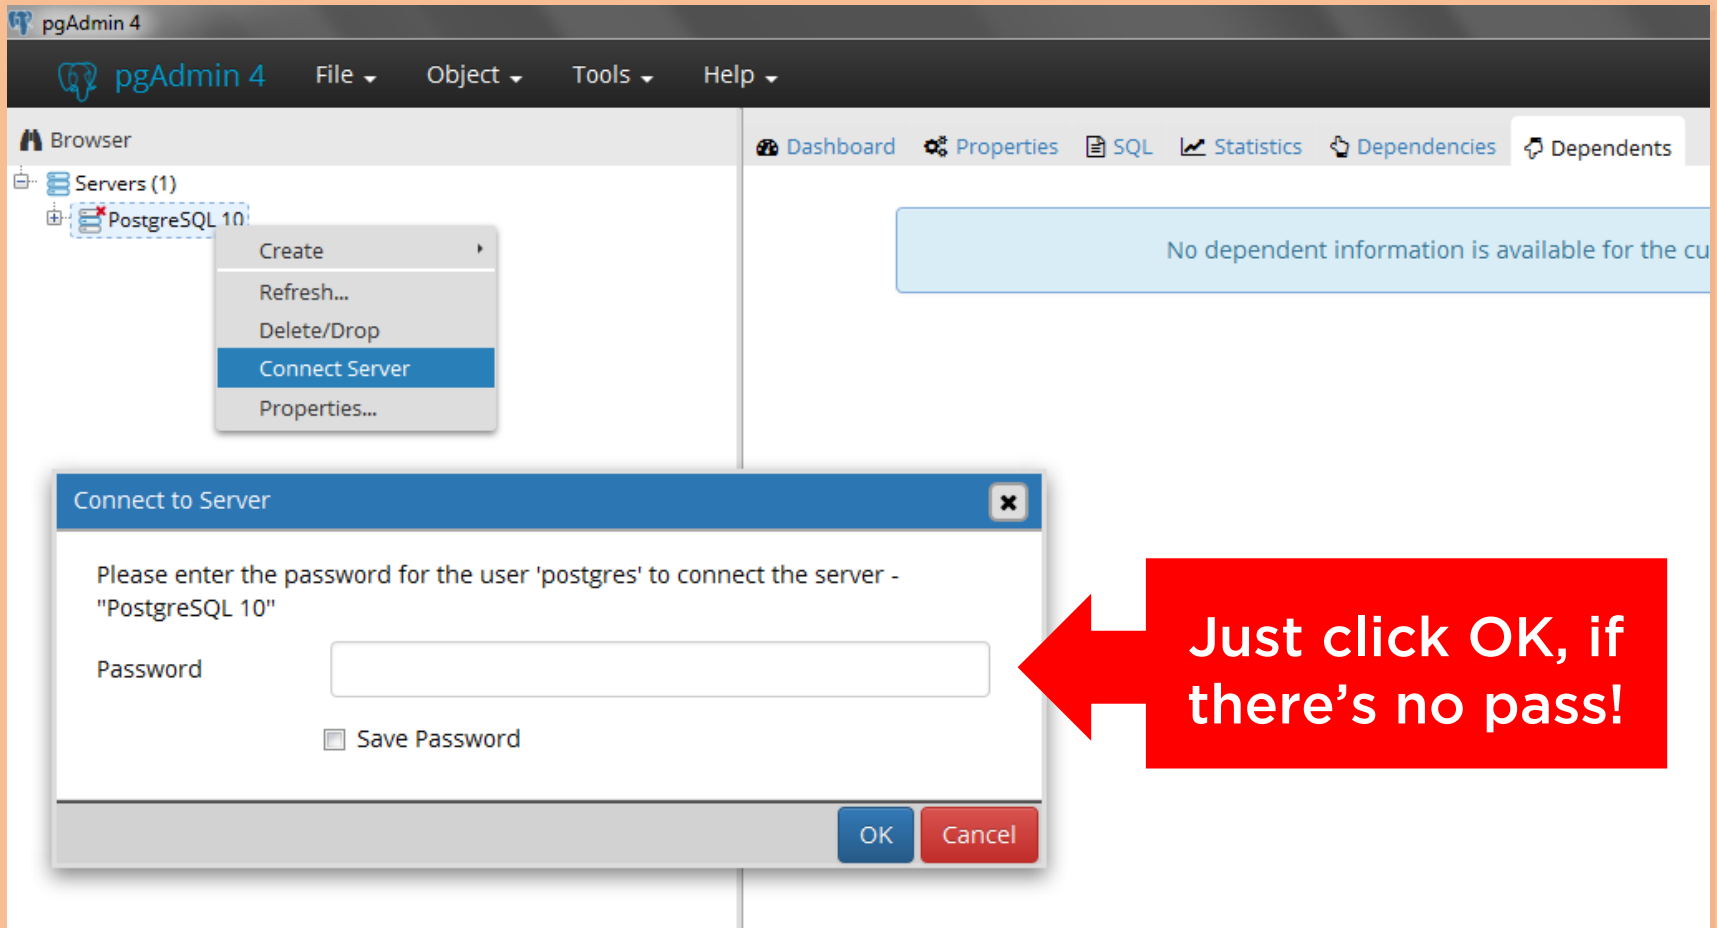 pgAdmin 4
pgAdmin 4 File Object Tools Help
Browser
Dashboard Properties SQL Statistics Dependencies Dependents
Servers (1)
PostgreSQL 10
No dependent information is available for the cu
Create
Refresh...
Delete/Drop
Connect Server
Properties...
Connect to Server
Please enter the password for the user 'postgres' to connect the server -
"PostgreSQL 10"
Password
Save Password
OK Cancel
Just click OK, if
there’s no pass!